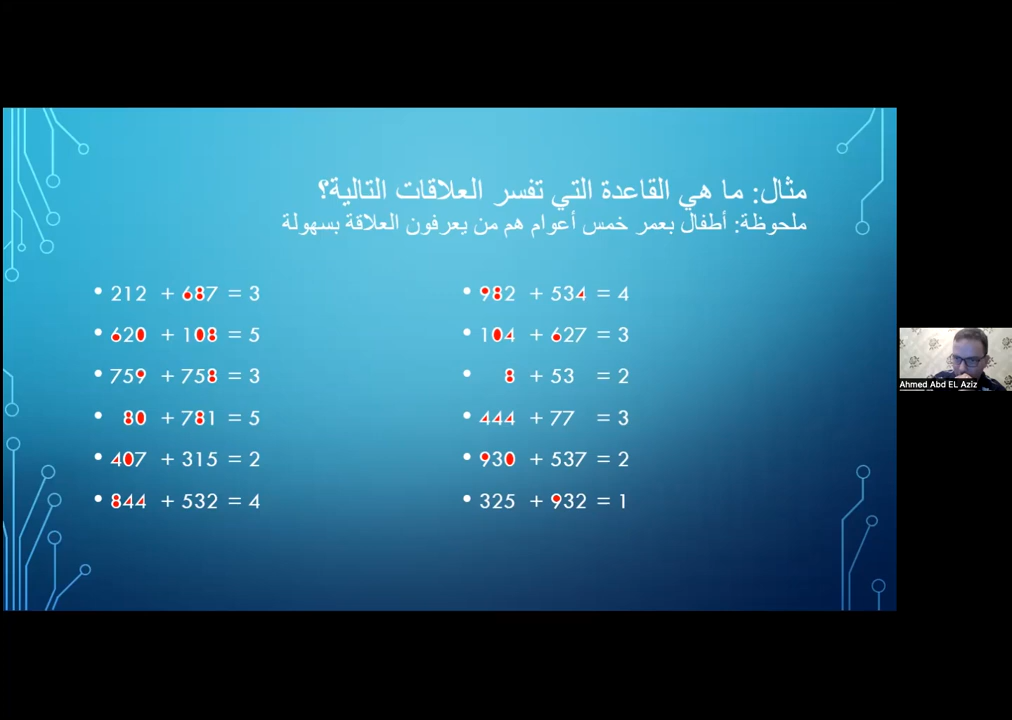 مثال: ما هي القاعدة التي تفسر العلاقات التالية؟
ملحوظة: أطفال بعمر خمس أعوام هم من يعرفون العلاقة بسهولة
• 212 + 687 = 3
• 620 + 108 = 5
• 759 + 758 = 3
• 80 + 781 = 5
• 407 + 315 = 2
• 844 + 532 = 4
• 982 + 534 = 4
• 104 + 627 = 3
• 8 + 53 = 2
• 444 + 77 = 3
• 930 + 537 = 2
• 325 + 932 = 1
Ahmed Abd EL Aziz